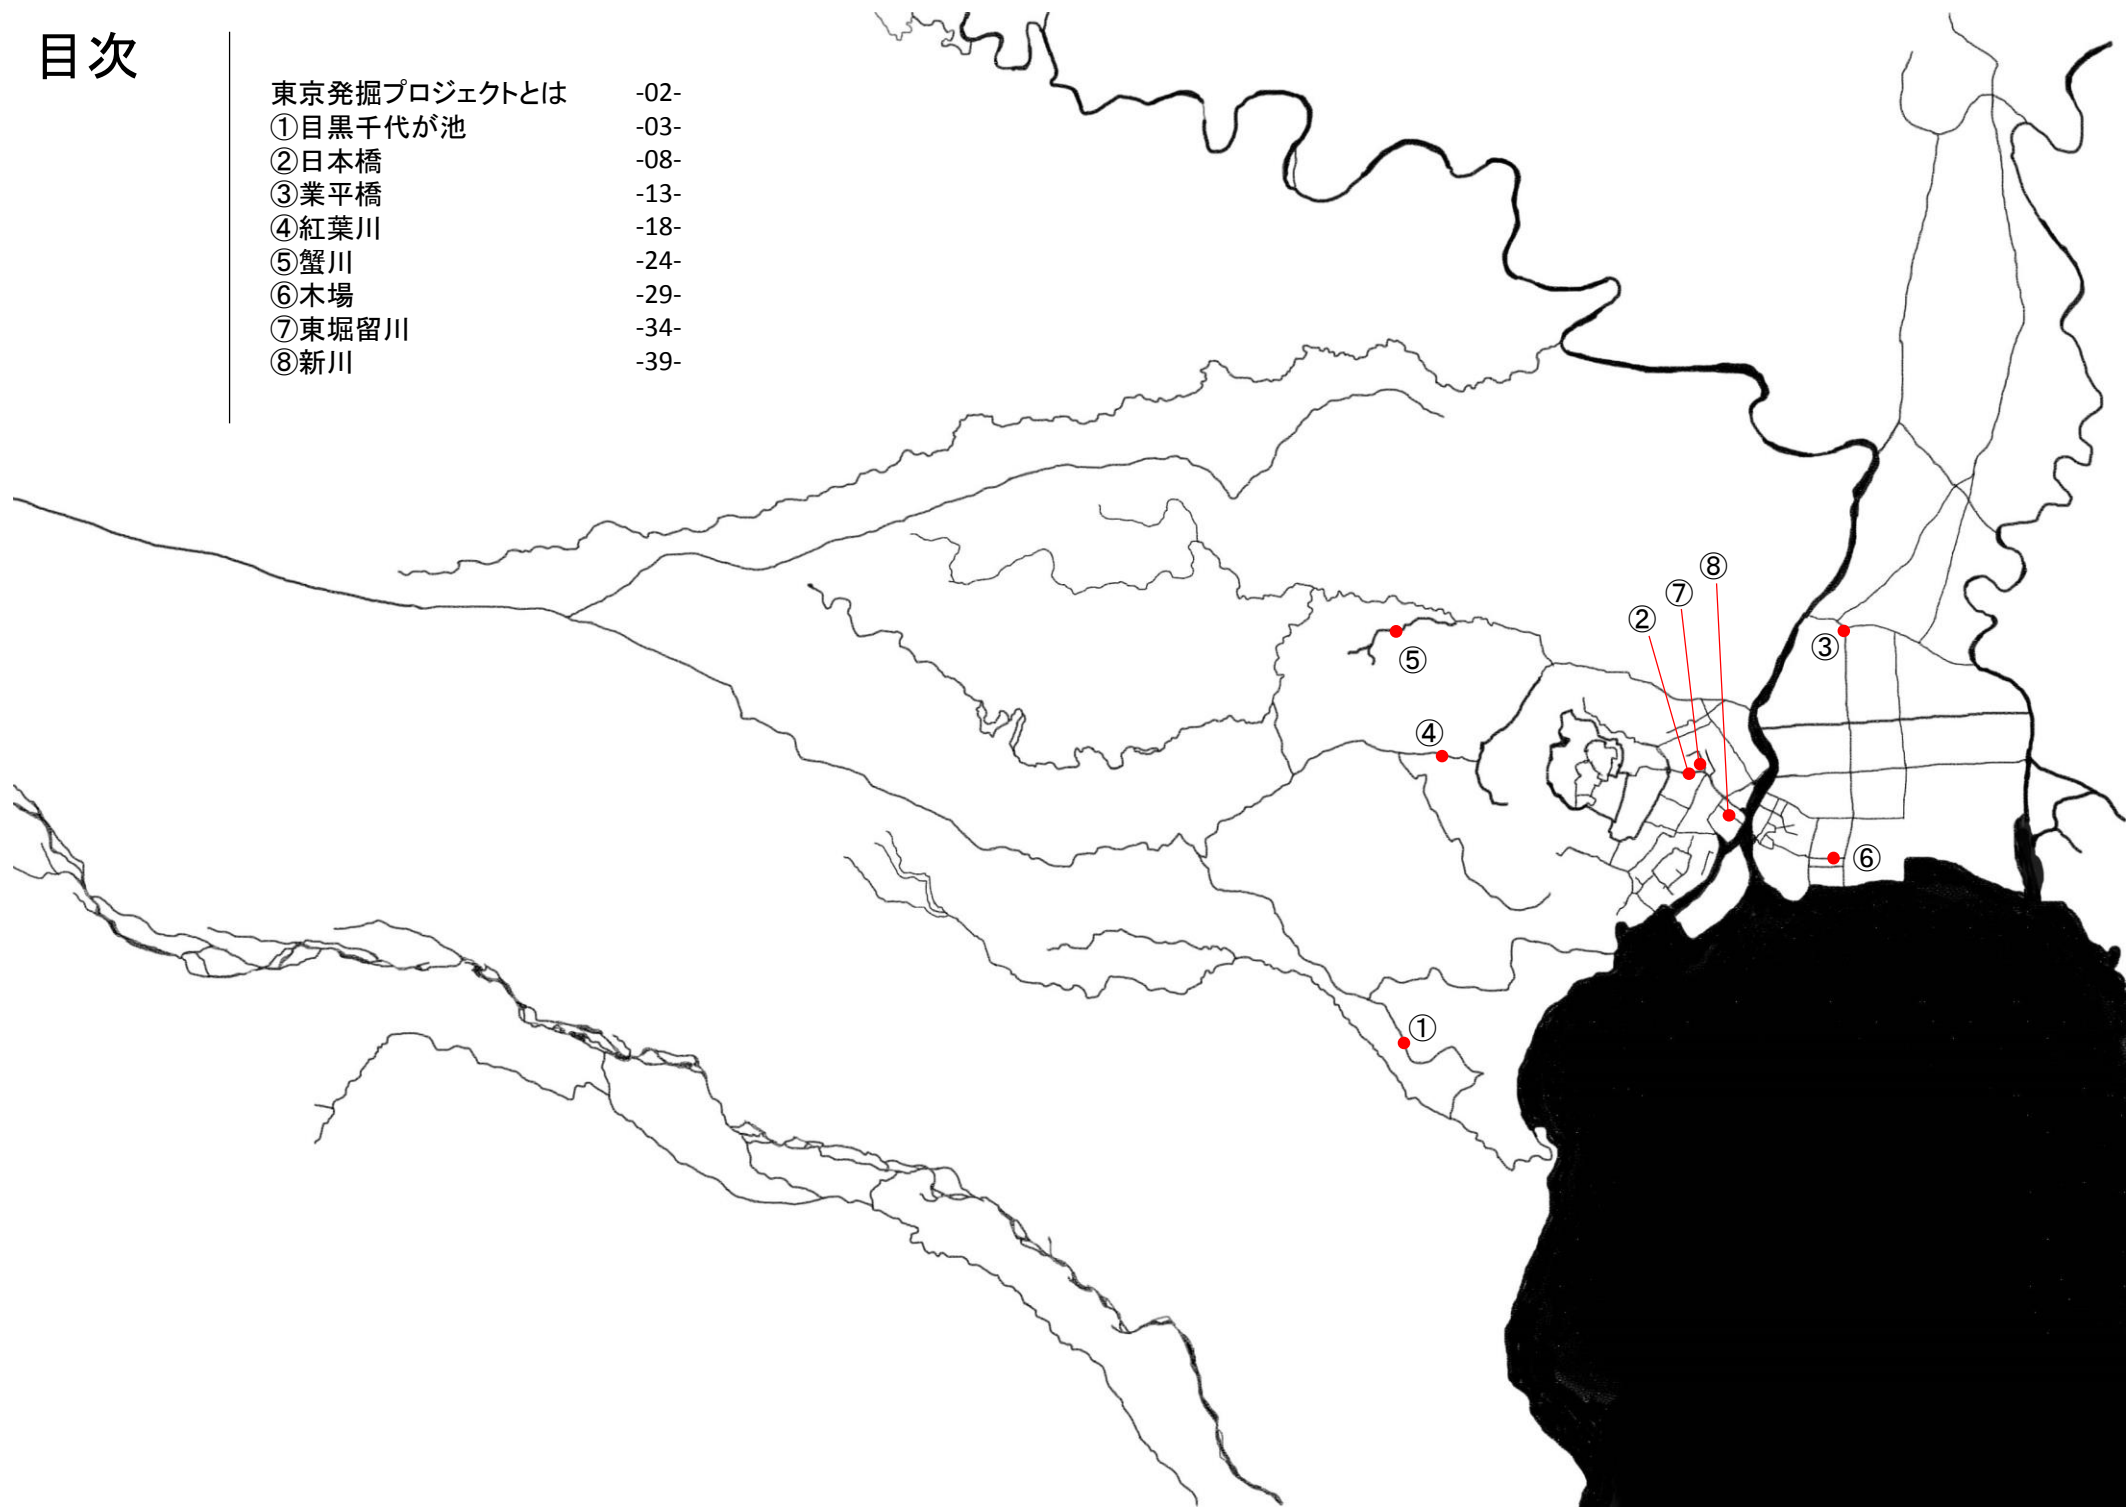 目次
東京発掘プロジェクトとは -02-
①目黒千代が池 -03-
②日本橋 -08-
③業平橋 -13-
④紅葉川 -18-
⑤蟹川 -24-
⑥木場 -29-
⑦東堀留川 -34-
⑧新川 -39-
⑧
⑦
②
③
⑤
④
⑥
①